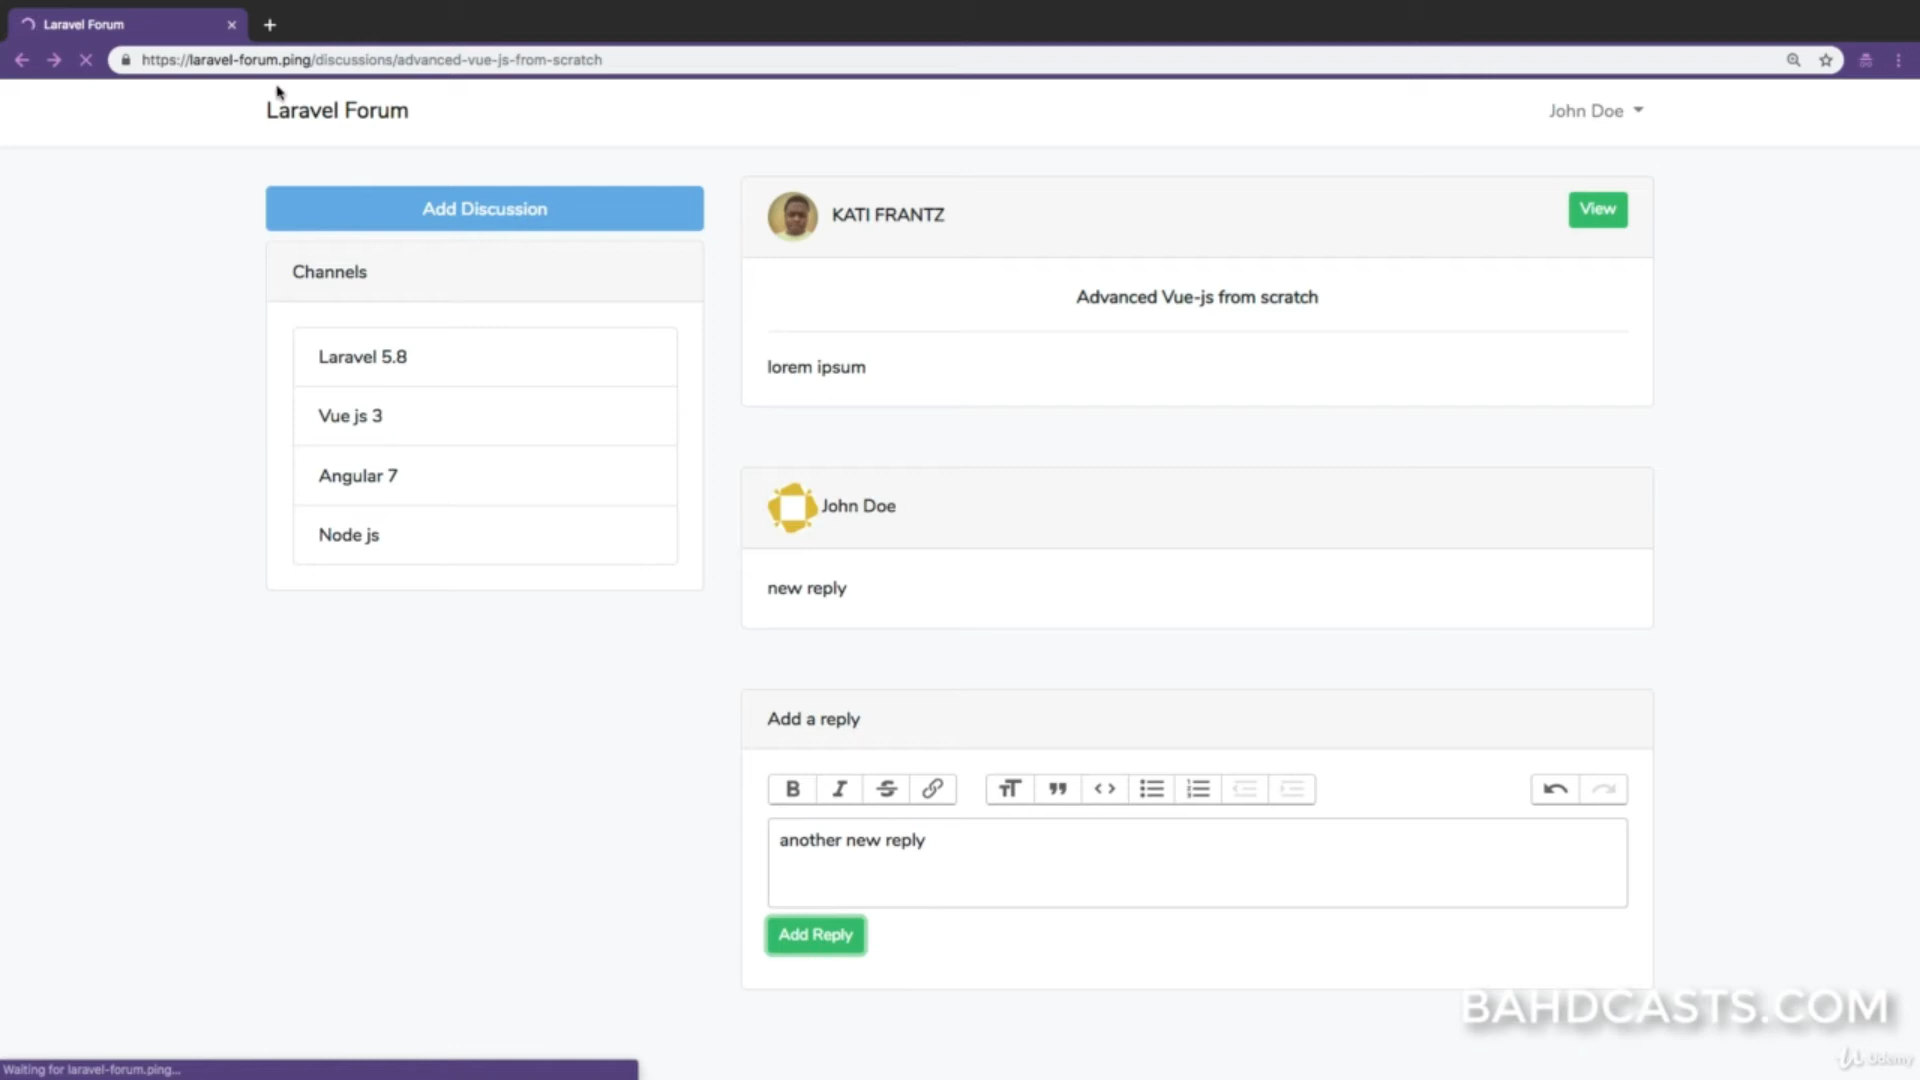 Laravel Forum
https://laravel-forum.ping/discussions/advanced-vue-js-from-scratch
Laravel Forum
John Doe
Add Discussion
Channels
Laravel 5.8
Vue js 3
Angular 7
Node js
KATI FRANTZ
View
Advanced Vue-js from scratch
lorem ipsum
John Doe
new reply
Add a reply
another new reply
Add Reply
BAHDCASTS.COM
Udemy
Waiting for laravel-forum.ping...